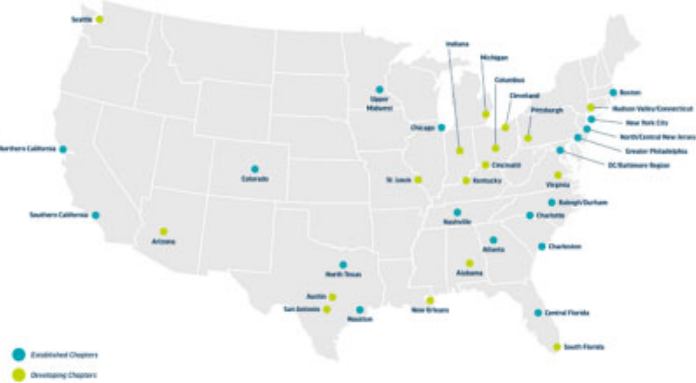 Seattle
Indiana
Michigan
Columbus
Cleveland
Pittsburgh
Upper
Midwest
Boston
Hudson Valley/Connecticut
New York City
Chicago
North/Central New Jersey
Greater Philadelphia
Northern California
DC/Baltimore Region
Cincinnati
Colorado
St. Louis
Kentucky
Virginia
Raleigh/Durham
Southern California
Charlotte
Nashville
Arizona
Atlanta
Charleston
North Texas
Alabama
Austin
San Antonio
New Orleans
Houston
Central Florida
South Florida
Established Chapters
Developing Chapters